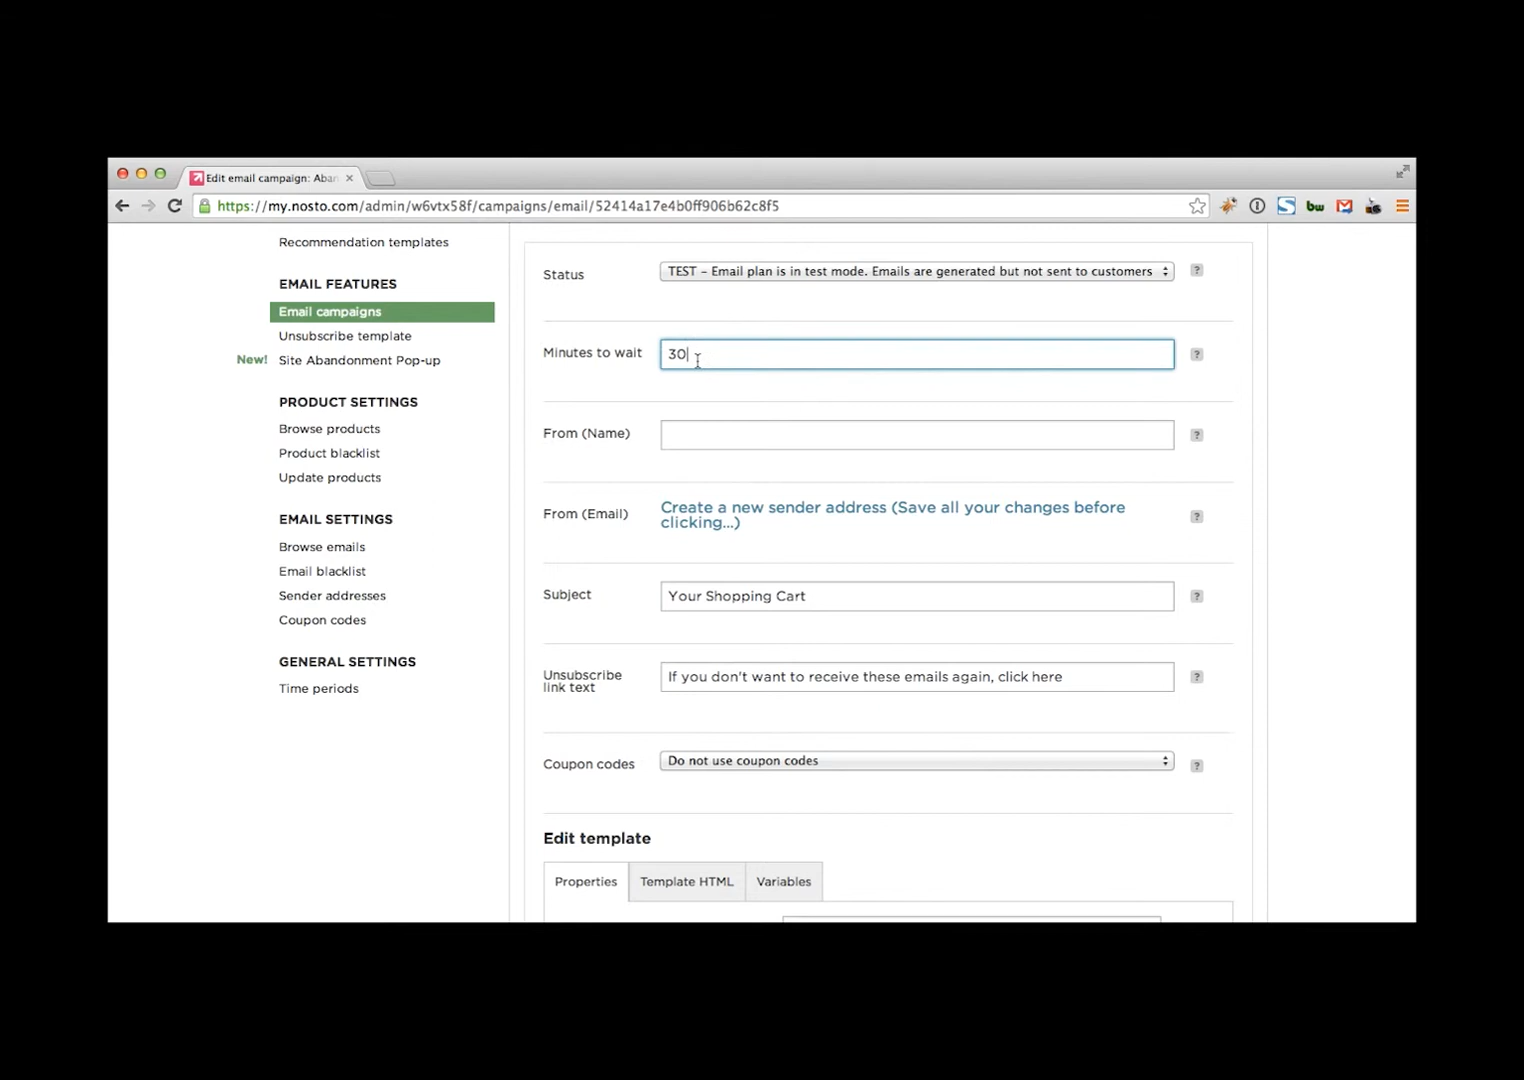 Edit email campaign: Aban
https://my.nosto.com/admin/w6vtx58f/campaigns/email/52414a17e4b0ff906b62c8f5
bw
Recommendation templates
EMAIL FEATURES
Email campaigns
Unsubscribe template
New! Site Abandonment Pop-up
PRODUCT SETTINGS
Browse products
Product blacklist
Update products
EMAIL SETTINGS
Browse emails
Email blacklist
Sender addresses
Coupon codes
GENERAL SETTINGS
Time periods
Status
TEST – Email plan is in test mode. Emails are generated but not sent to customers
?
Minutes to wait
30
?
From (Name)
?
From (Email)
Create a new sender address (Save all your changes before
clicking...)
?
Subject
Your Shopping Cart
?
Unsubscribe
link text
If you don't want to receive these emails again, click here
?
Coupon codes
Do not use coupon codes
?
Edit template
Properties
Template HTML
Variables